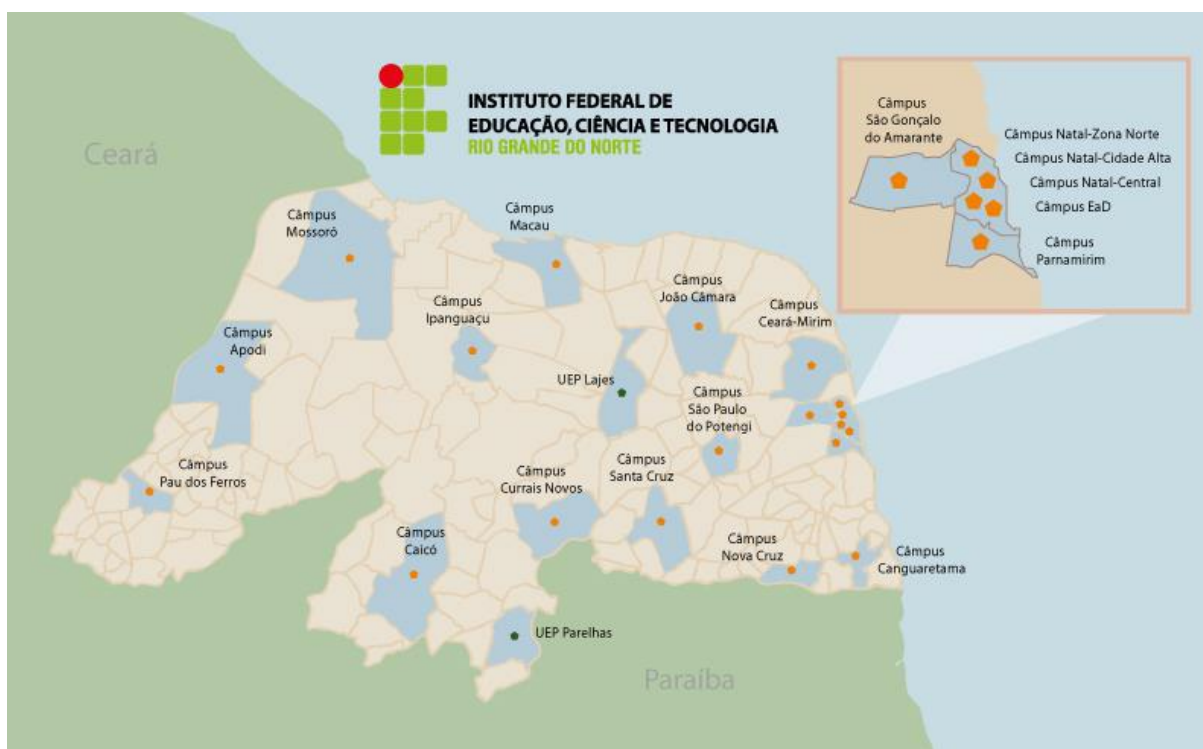 INSTITUTO FEDERAL DE
EDUCAÇÃO, CIÊNCIA E TECNOLOGIA
RIO GRANDE DO NORTE
Ceará
Câmpus
São Gonçalo
do Amarante
Câmpus Natal-Zona Norte
Câmpus Natal-Cidade Alta
Câmpus Natal-Central
Câmpus EaD
Câmpus
Parnamirim
Câmpus
Mossoró
Câmpus
Macau
Câmpus
João Câmara
Câmpus
Ceará-Mirim
Câmpus
Ipanguaçu
Câmpus
Apodi
UEP Lajes
Câmpus
São Paulo
do Potengi
Câmpus
Pau dos Ferros
Câmpus
Currais Novos
Câmpus
Santa Cruz
Câmpus
Caicó
Câmpus
Nova Cruz
Câmpus
Canguaretama
UEP Parelhas
Paraíba